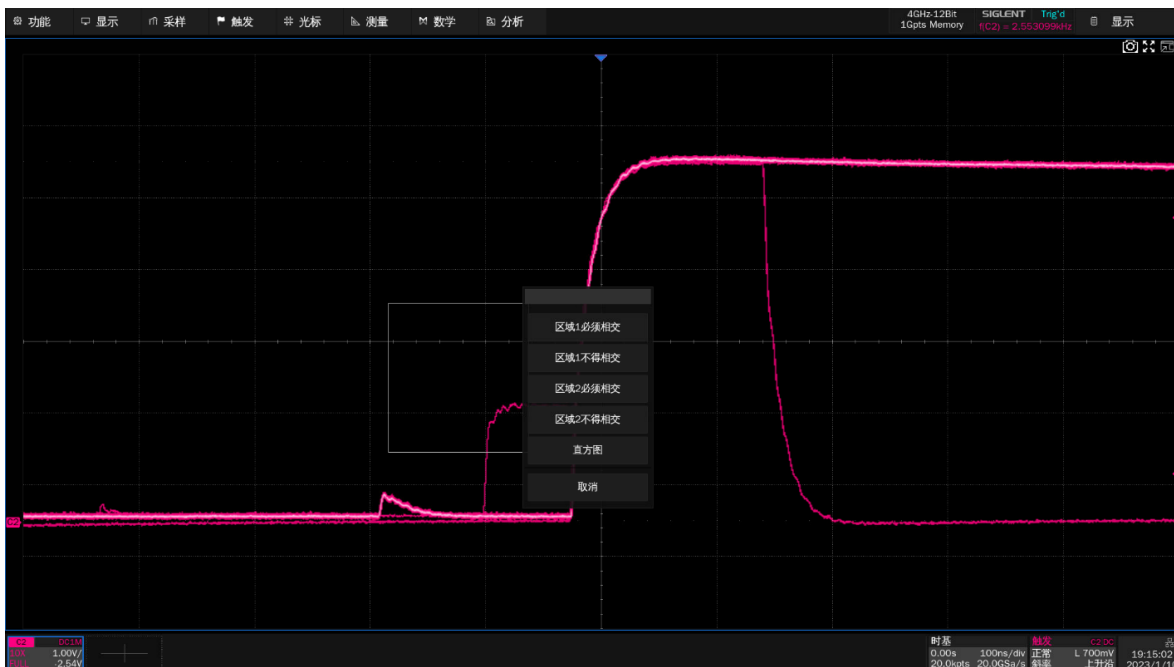 功能 显示 采样 触发 光标 测量 数学 分析
4GHz-12Bit
1Gpts Memory
SIGLENT Trig'd
f(C2) = 2.553099kHz
显示
区域1必须相交
区域1不得相交
区域2必须相交
区域2不得相交
直方图
取消
C2
C2 DC1M
10X 1.00V/
-2.54V
时基
0.00s 100ns/div
20.0kpts 20.0GSa/s
触发 C2 DC
正常 L 700mV
斜率 上升沿
19:15:02